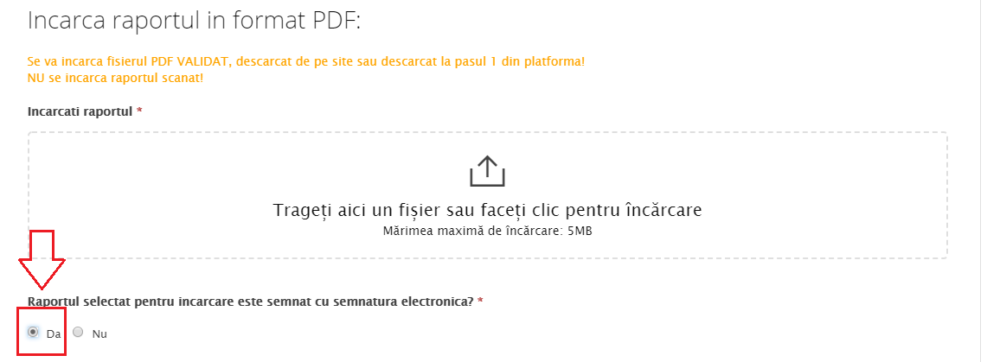 Incarca raportul in format PDF:
Se va incarca fisierul PDF VALIDAT, descarcat de pe site sau descarcat la pasul 1 din platforma!
NU se incarca raportul scanat!
Incarcati raportul *
Trageți aici un fișier sau faceți clic pentru încărcare
Mărimea maximă de încărcare: 5MB
Raportul selectat pentru incarcare este semnat cu semnatura electronica? *
Da Nu